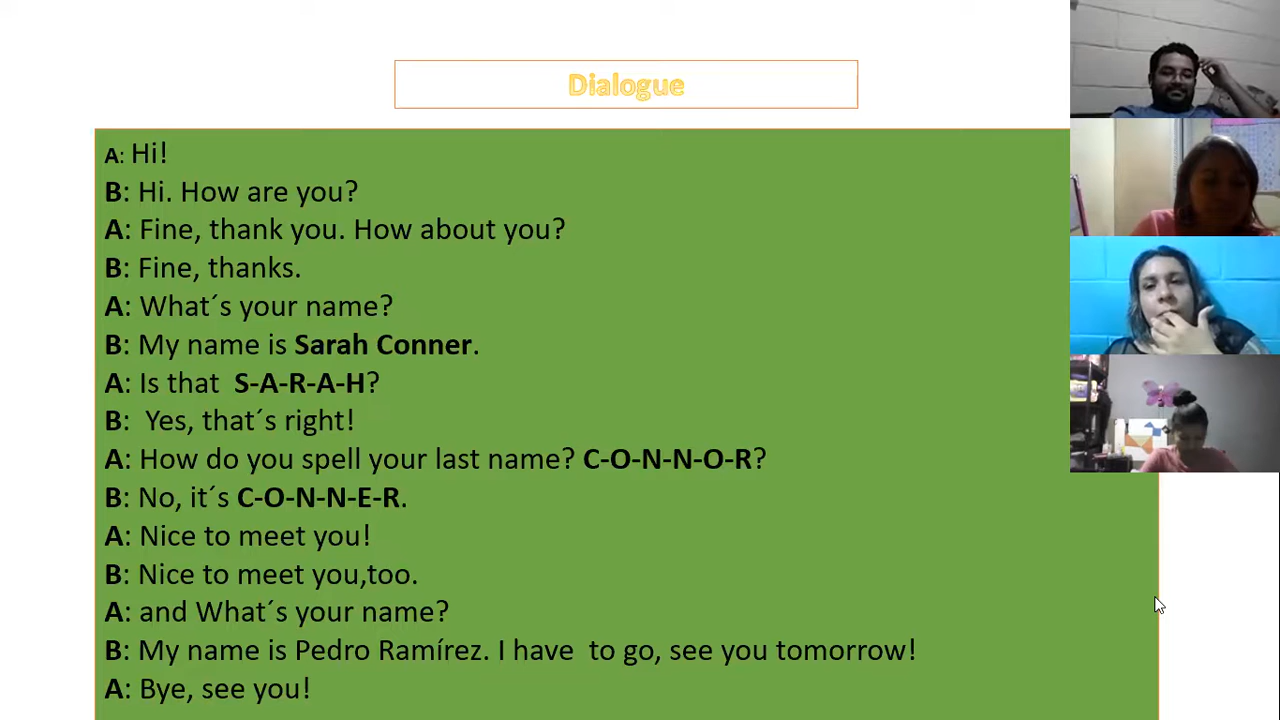 Dialogue
A: Hi!
B: Hi. How are you?
A: Fine, thank you. How about you?
B: Fine, thanks.
A: What´s your name?
B: My name is Sarah Conner.
A: Is that  S-A-R-A-H?
B:  Yes, that´s right!
A: How do you spell your last name? C-O-N-N-O-R?
B: No, it´s C-O-N-N-E-R.
A: Nice to meet you!
B: Nice to meet you,too.
A: and What´s your name?
B: My name is Pedro Ramírez. I have  to go, see you tomorrow!
A: Bye, see you!